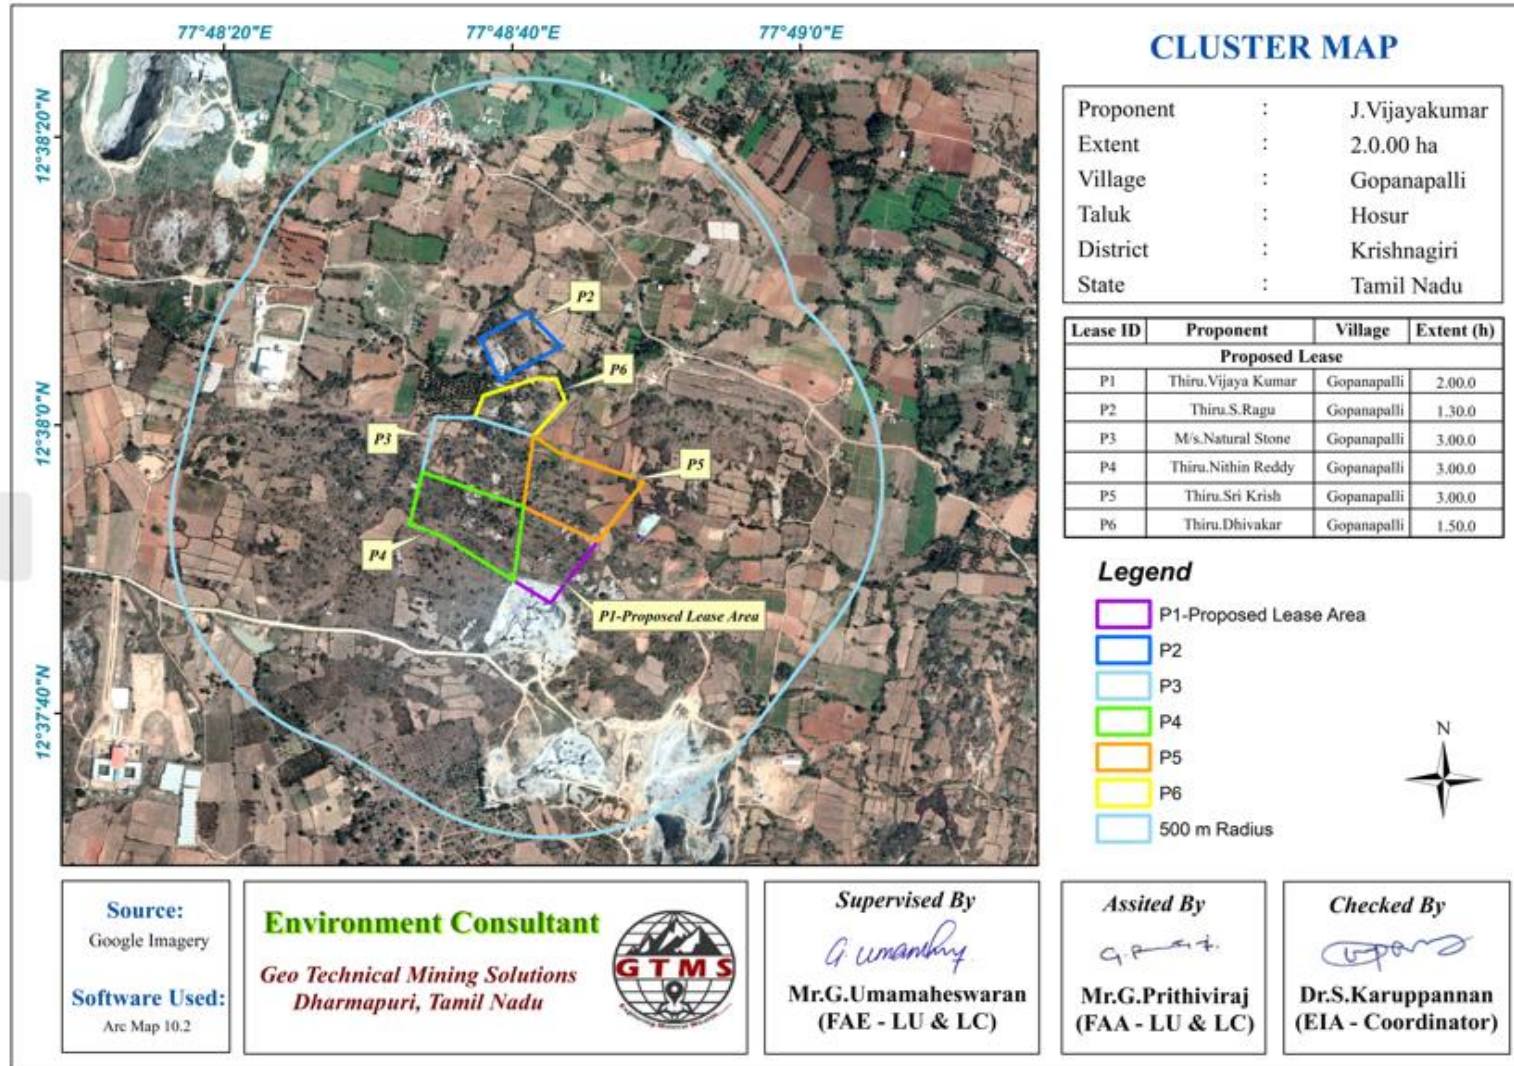 77°48'20"E
77°48'40"E
77°49'0"E
12°38'20"N
12°38'0"N
12°37'40"N
P2
P6
P3
P5
P4
P1-Proposed Lease Area
CLUSTER MAP
Proponent : J.Vijayakumar
Extent : 2.0.00 ha
Village : Gopanapalli
Taluk : Hosur
District : Krishnagiri
State : Tamil Nadu
Lease ID Proponent Village Extent (h)
Proposed Lease
P1 Thiru.Vijaya Kumar Gopanapalli 2.00.0
P2 Thiru.S.Ragu Gopanapalli 1.30.0
P3 M/s.Natural Stone Gopanapalli 3.00.0
P4 Thiru.Nithin Reddy Gopanapalli 3.00.0
P5 Thiru.Sri Krish Gopanapalli 3.00.0
P6 Thiru.Dhivakar Gopanapalli 1.50.0
Legend
P1-Proposed Lease Area
P2
P3
P4
P5
P6
500 m Radius
N
Source:
Google Imagery
Software Used:
Arc Map 10.2
Environment Consultant
Geo Technical Mining Solutions
Dharmapuri, Tamil Nadu
GTMS
Supervised By
Mr.G.Umamaheswaran
(FAE - LU & LC)
Assited By
Mr.G.Prithiviraj
(FAA - LU & LC)
Checked By
Dr.S.Karuppannan
(EIA - Coordinator)